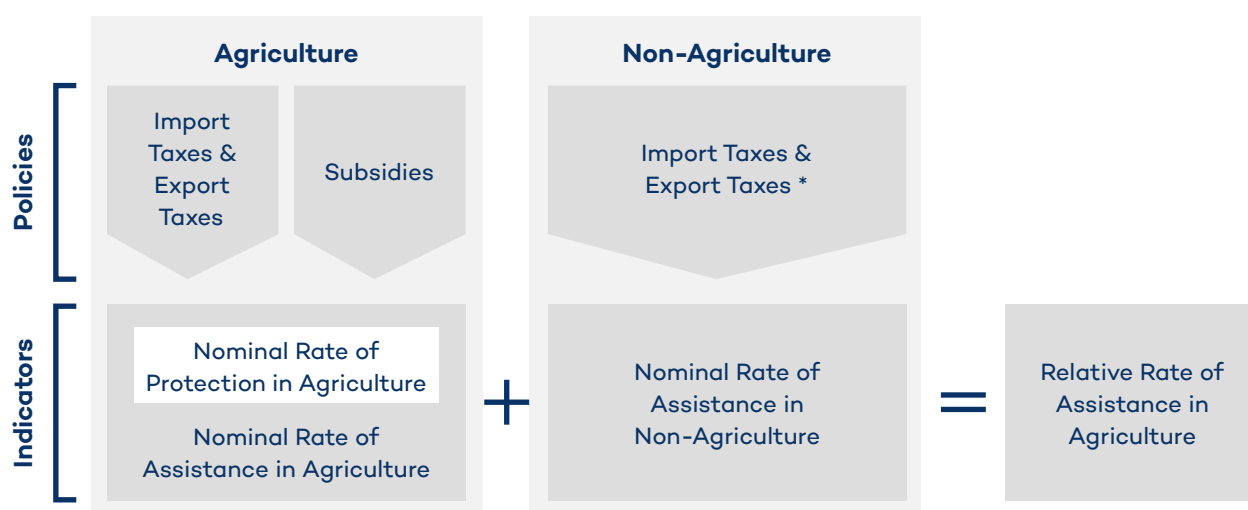 Agriculture
Non-Agriculture
Policies
Import
Taxes &
Export
Taxes
Subsidies
Import Taxes &
Export Taxes *
Indicators
Nominal Rate of
Protection in Agriculture
Nominal Rate of
Assistance in Agriculture
+
Nominal Rate of
Assistance in
Non-Agriculture
=
Relative Rate of
Assistance in
Agriculture